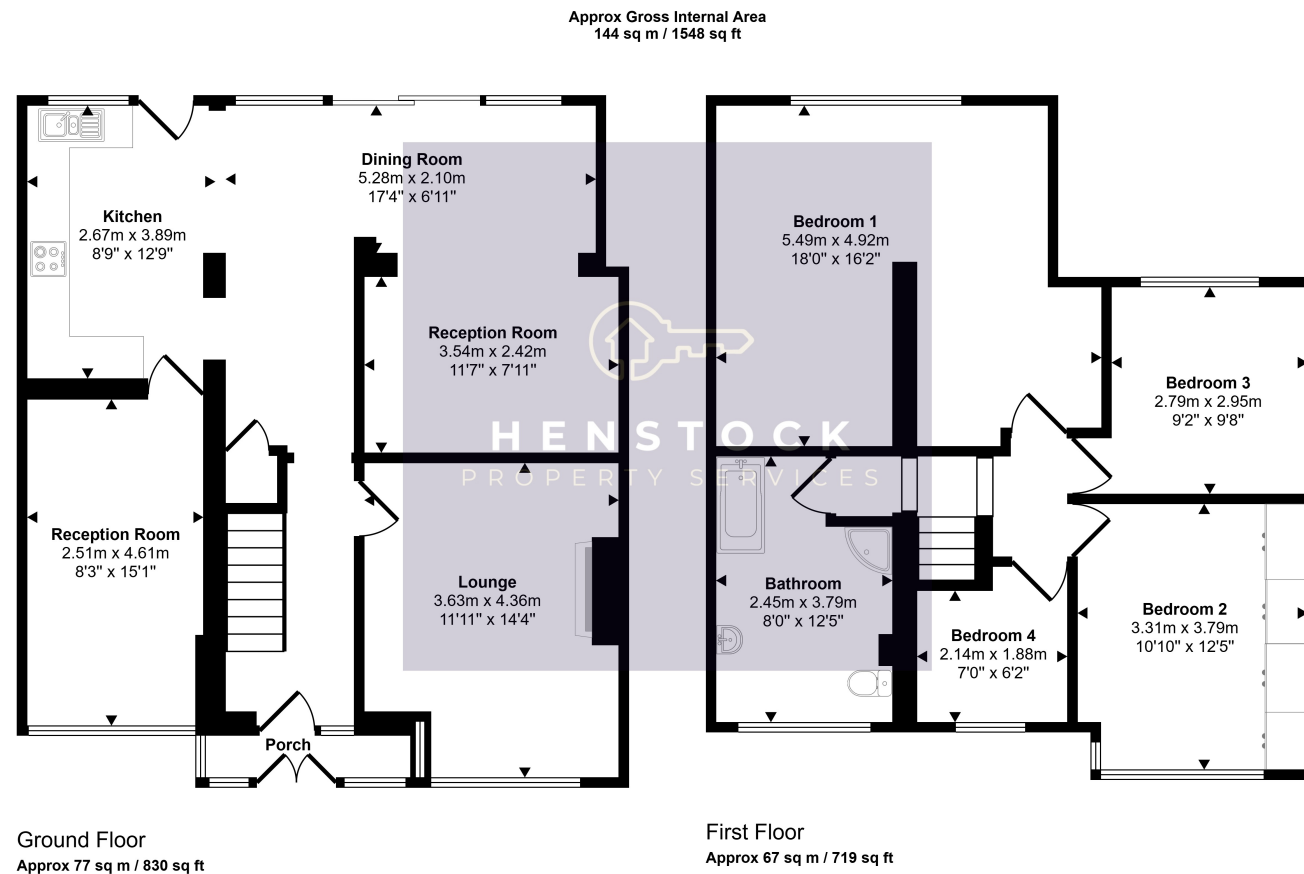 Approx Gross Internal Area
144 sq m / 1548 sq ft
Dining Room
5.28m x 2.10m
17'4" x 6'11"
Kitchen
2.67m x 3.89m
8'9" x 12'9"
Reception Room
3.54m x 2.42m
11'7" x 7'11"
Reception Room
2.51m x 4.61m
8'3" x 15'1"
Lounge
3.63m x 4.36m
11'11" x 14'4"
Porch
Bedroom 1
5.49m x 4.92m
18'0" x 16'2"
Bedroom 3
2.79m x 2.95m
9'2" x 9'8"
HENSTOCK
PROPERTY SERVICES
Bathroom
2.45m x 3.79m
8'0" x 12'5"
Bedroom 4
2.14m x 1.88m
7'0" x 6'2"
Bedroom 2
3.31m x 3.79m
10'10" x 12'5"
Ground Floor
Approx 77 sq m / 830 sq ft
First Floor
Approx 67 sq m / 719 sq ft